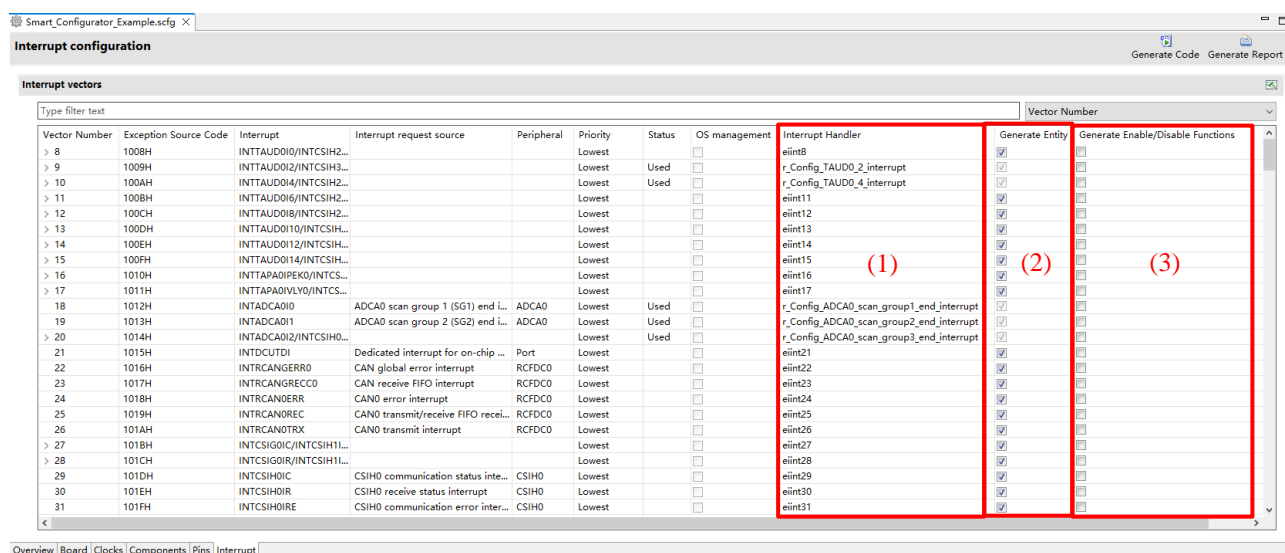 Smart_Configurator_Example.scfg
Interrupt configuration
Generate Code Generate Report
Interrupt vectors
Type filter text Vector Number
Vector Number Exception Source Code Interrupt Interrupt request source Peripheral Priority Status OS management Interrupt Handler Generate Entity Generate Enable/Disable Functions
8 1008H INTTAUD0I0/INTCSIH2... Lowest eiint8
9 1009H INTTAUD0I2/INTCSIH3... Lowest Used r_Config_TAUD0_2_interrupt
10 100AH INTTAUD0I4/INTCSIH2... Lowest Used r_Config_TAUD0_4_interrupt
11 100BH INTTAUD0I6/INTCSIH2... Lowest eiint11
12 100CH INTTAUD0I8/INTCSIH2... Lowest eiint12
13 100DH INTTAUD0I10/INTCSIH... Lowest eiint13
14 100EH INTTAUD0I12/INTCSIH... Lowest eiint14
15 100FH INTTAUD0I14/INTCSIH... Lowest eiint15
16 1010H INTTAPA0IPEK0/INTCS... Lowest eiint16
17 1011H INTTAPA0IVLY0/INTCS... Lowest eiint17
(1) (2) (3)
18 1012H INTADCA0I0 ADCA0 scan group 1 (SG1) end i... ADCA0 Lowest Used r_Config_ADCA0_scan_group1_end_interrupt
19 1013H INTADCA0I1 ADCA0 scan group 2 (SG2) end i... ADCA0 Lowest Used r_Config_ADCA0_scan_group2_end_interrupt
20 1014H INTADCA0I2/INTCSIH0... Lowest Used r_Config_ADCA0_scan_group3_end_interrupt
21 1015H INTDCUTDI Dedicated interrupt for on-chip ... Port Lowest eiint21
22 1016H INTRCANGERR0 CAN global error interrupt RCFDC0 Lowest eiint22
23 1017H INTRCANGRECC0 CAN receive FIFO interrupt RCFDC0 Lowest eiint23
24 1018H INTRCAN0ERR CAN0 error interrupt RCFDC0 Lowest eiint24
25 1019H INTRCAN0REC CAN0 transmit/receive FIFO recei... RCFDC0 Lowest eiint25
26 101AH INTRCAN0TRX CAN0 transmit interrupt RCFDC0 Lowest eiint26
27 101BH INTCSIG0IC/INTCSIH1I... Lowest eiint27
28 101CH INTCSIG0IR/INTCSIH1I... Lowest eiint28
29 101DH INTCSIH0IC CSIH0 communication status inte... CSIH0 Lowest eiint29
30 101EH INTCSIH0IR CSIH0 receive status interrupt CSIH0 Lowest eiint30
31 101FH INTCSIH0IRE CSIH0 communication error inter... CSIH0 Lowest eiint31
Overview Board Clocks Components Pins Interrupt